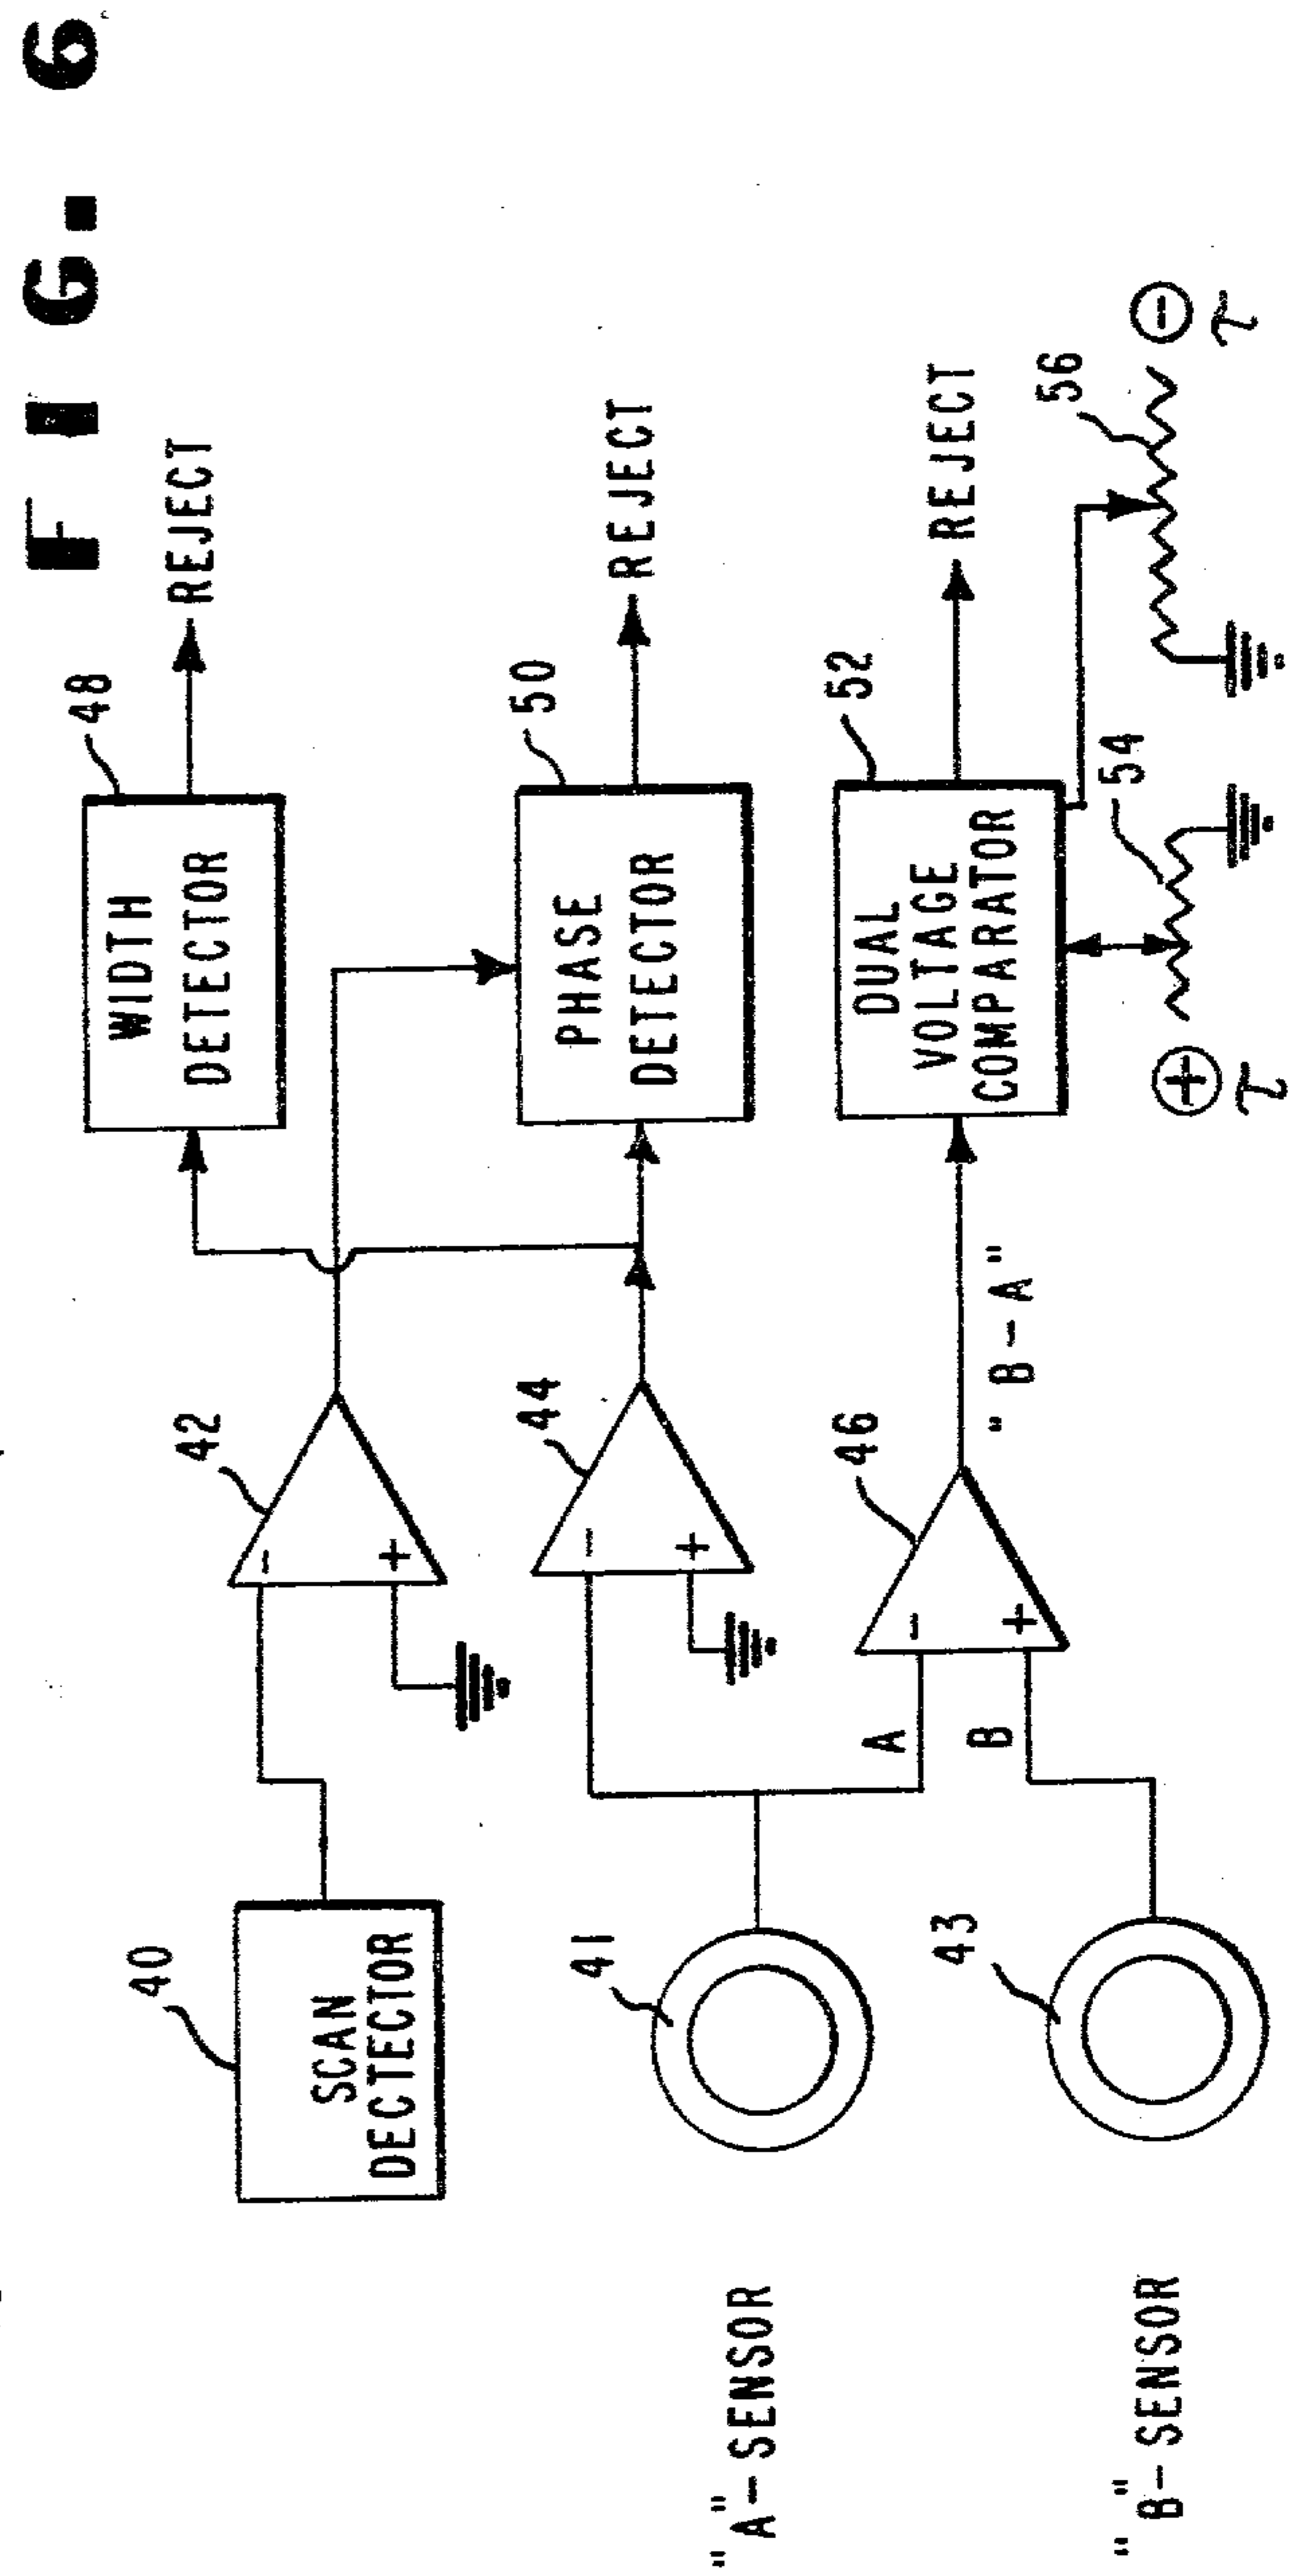 FIG. 6
40
SCAN
DECTECTOR
42
-
+
48
WIDTH
DETECTOR
REJECT
"A"-SENSOR
41
44
-
+
50
PHASE
DETECTOR
REJECT
A
B
46
-
+
"B-A"
52
DUAL
VOLTAGE
COMPARATOR
REJECT
"B"-SENSOR
43
54
56
+
τ
-
τ